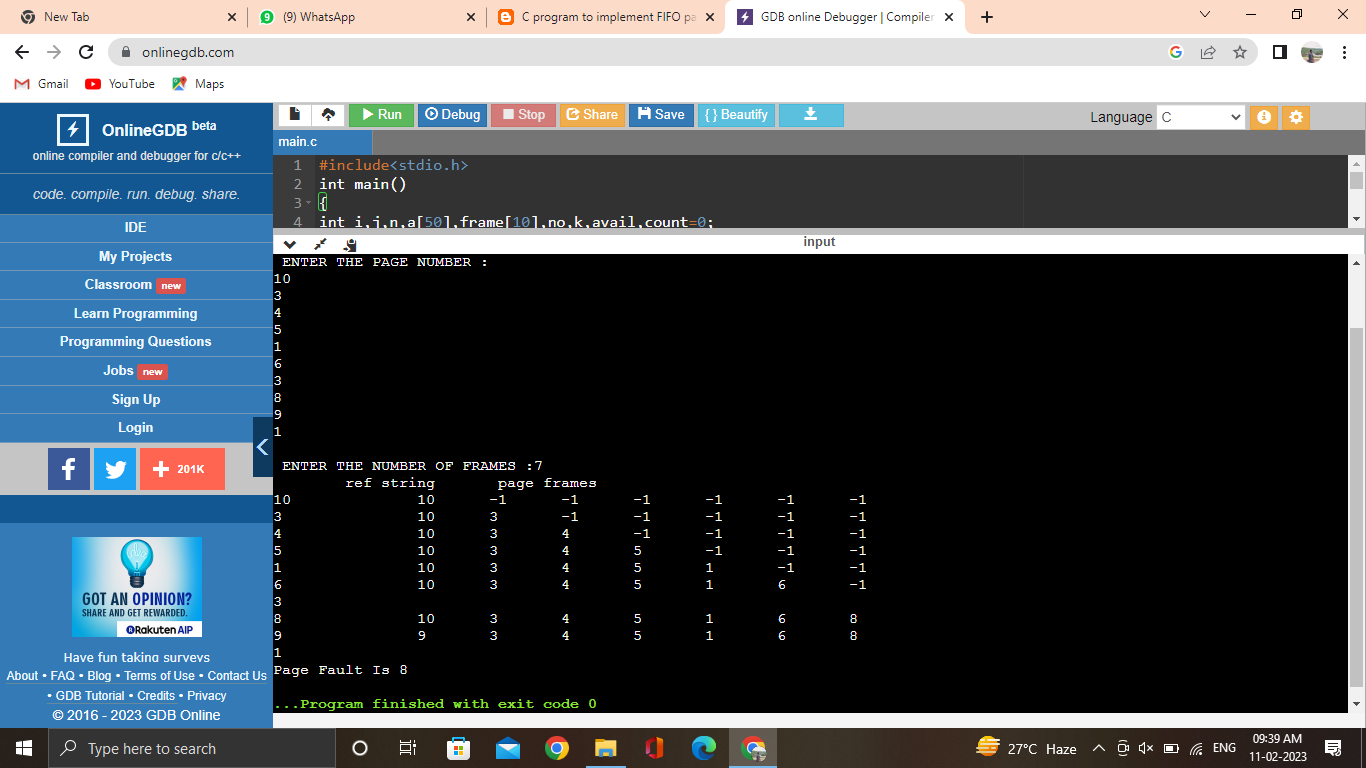 New Tab
(9) WhatsApp
C program to implement FIFO pa
GDB online Debugger | Compiler
onlinegdb.com
Gmail
YouTube
Maps
OnlineGDB beta
online compiler and debugger for c/c++
code. compile. run. debug. share.
IDE
My Projects
Classroom new
Learn Programming
Programming Questions
Jobs new
Sign Up
Login
201K
GOT AN OPINION?
SHARE AND GET REWARDED.
Rakuten AIP
Have fun taking surveys
About • FAQ • Blog • Terms of Use • Contact Us
• GDB Tutorial • Credits • Privacy
© 2016 - 2023 GDB Online
Run Debug Stop Share Save { } Beautify
Language C
main.c
1 #include<stdio.h>
2 int main()
3 {
4 int i,j,n,a[50],frame[10],no,k,avail,count=0;
input
ENTER THE PAGE NUMBER :
10
3
4
5
1
6
3
8
9
1
ENTER THE NUMBER OF FRAMES :7
ref string page frames
10 10 -1 -1 -1 -1 -1 -1
3 10 3 -1 -1 -1 -1 -1
4 10 3 4 -1 -1 -1 -1
5 10 3 4 5 -1 -1 -1
1 10 3 4 5 1 -1 -1
6 10 3 4 5 1 6 -1
3
8 10 3 4 5 1 6 8
9 9 3 4 5 1 6 8
1
Page Fault Is 8
...Program finished with exit code 0
Type here to search
27°C Haze
ENG
09:39 AM
11-02-2023